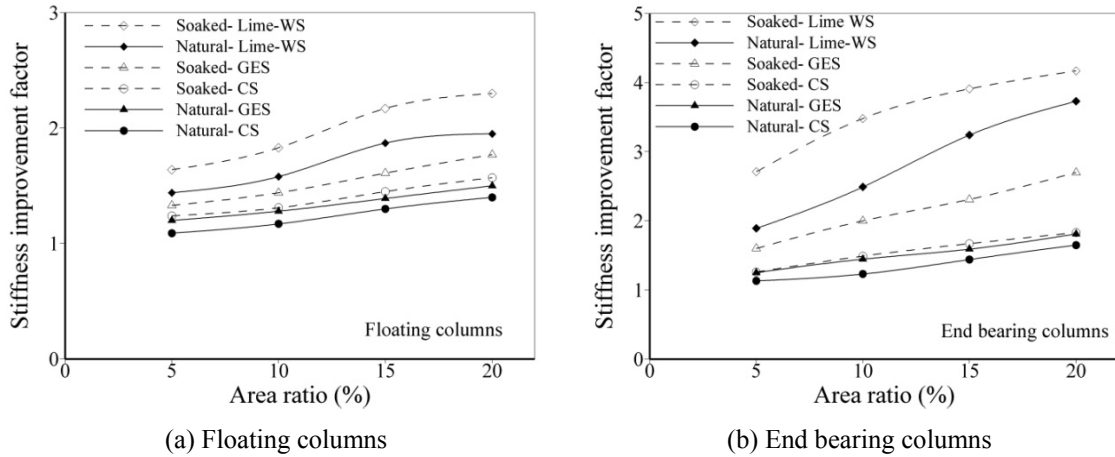 3
2
1
0
0
5
10
15
20
Stiffness improvement factor
Area ratio (%)
Soaked- Lime-WS
Natural- Lime-WS
Soaked- GES
Soaked- CS
Natural- GES
Natural- CS
Floating columns
(a) Floating columns
5
4
3
2
1
0
0
5
10
15
20
Stiffness improvement factor
Area ratio (%)
Soaked- Lime WS
Natural- Lime-WS
Soaked- GES
Soaked- CS
Natural- GES
Natural- CS
End bearing columns
(b) End bearing columns